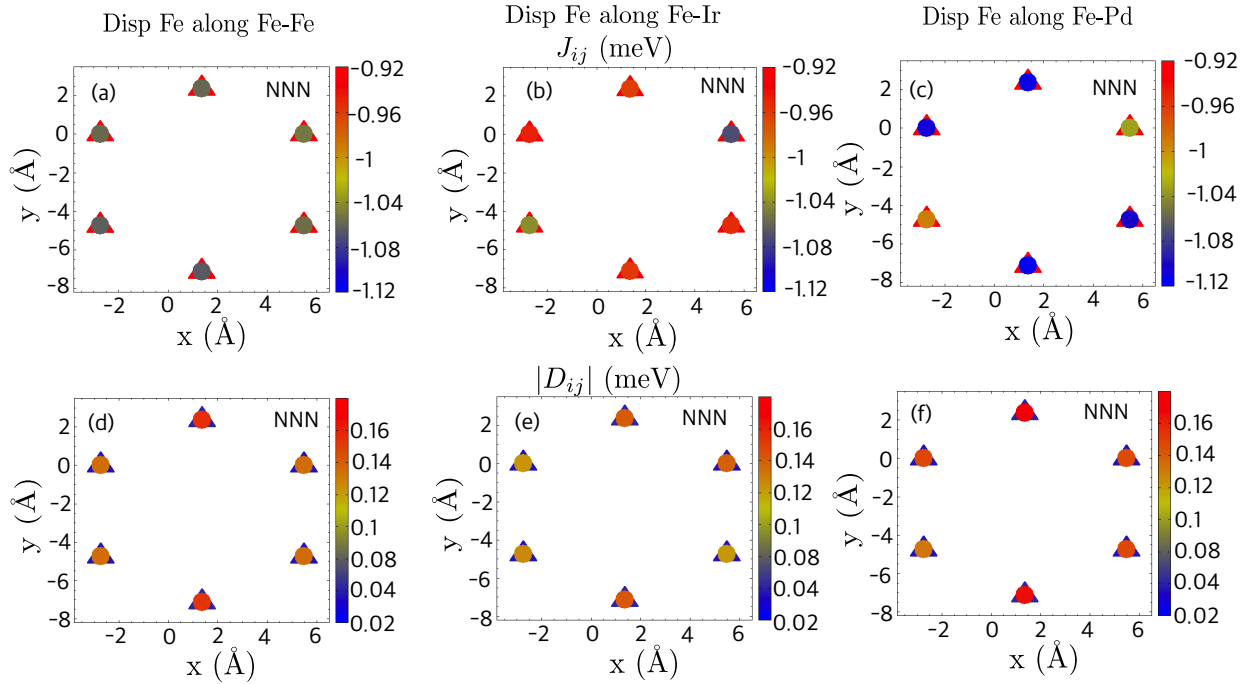 Disp Fe along Fe-Fe
Disp Fe along Fe-Ir
Disp Fe along Fe-Pd
J_{ij} (meV)
(a) NNN
2
0
−2
−4
−6
−8
−2 0 2 4 6
x (Å)
y (Å)
−0.92
−0.96
−1
−1.04
−1.08
−1.12
(b) NNN
2
0
−2
−4
−6
−8
−2 0 2 4 6
x (Å)
y (Å)
−0.92
−0.96
−1
−1.04
−1.08
−1.12
(c) NNN
2
0
−2
−4
−6
−8
−2 0 2 4 6
x (Å)
y (Å)
−0.92
−0.96
−1
−1.04
−1.08
−1.12
|D_{ij}| (meV)
(d) NNN
2
0
−2
−4
−6
−8
−2 0 2 4 6
x (Å)
y (Å)
0.16
0.14
0.12
0.1
0.08
0.06
0.04
0.02
(e) NNN
2
0
−2
−4
−6
−8
−2 0 2 4 6
x (Å)
y (Å)
0.16
0.14
0.12
0.1
0.08
0.06
0.04
0.02
(f) NNN
2
0
−2
−4
−6
−8
−2 0 2 4 6
x (Å)
y (Å)
0.16
0.14
0.12
0.1
0.08
0.06
0.04
0.02